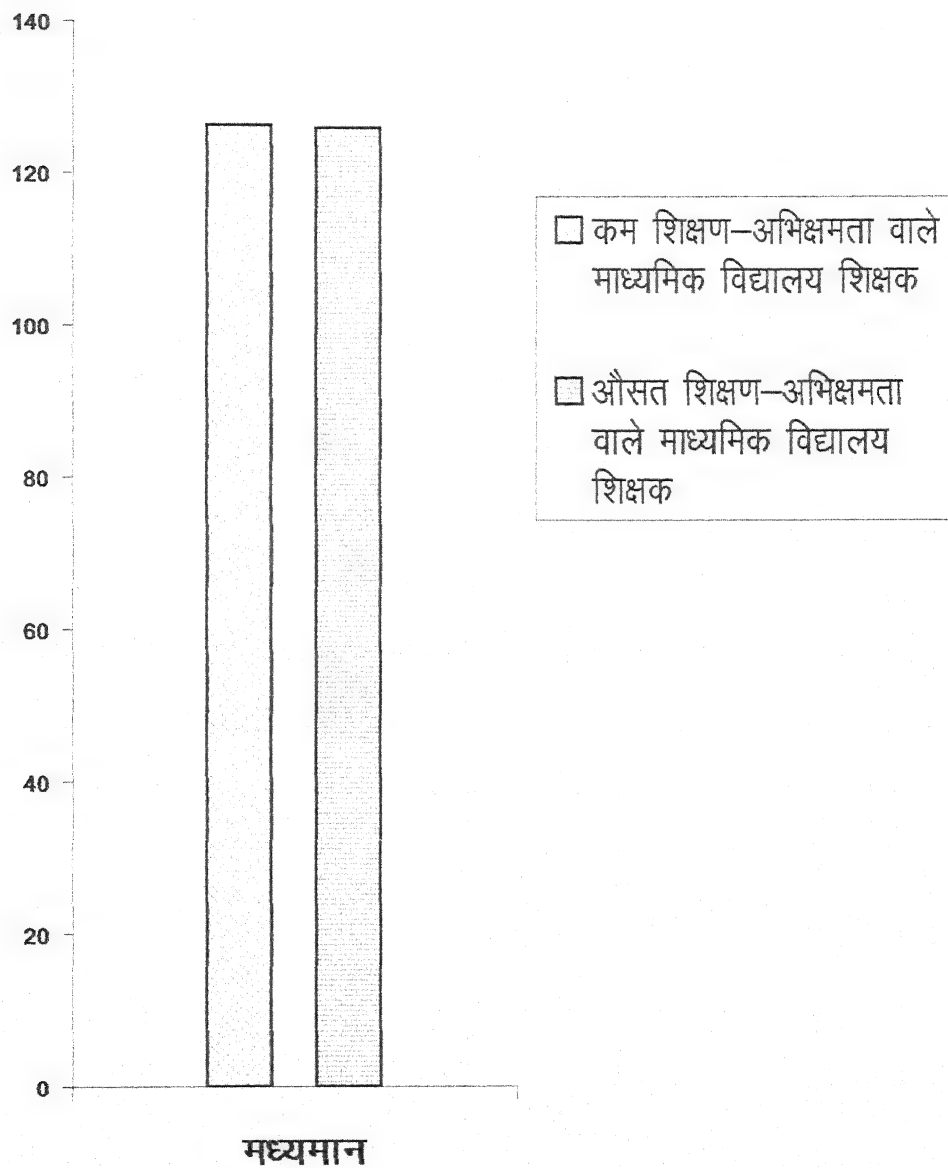 140
120
100
80
60
40
20
0
मध्यमान
कम शिक्षण–अभिक्षमता वाले
माध्यमिक विद्यालय शिक्षक
औसत शिक्षण–अभिक्षमता
वाले माध्यमिक विद्यालय
शिक्षक